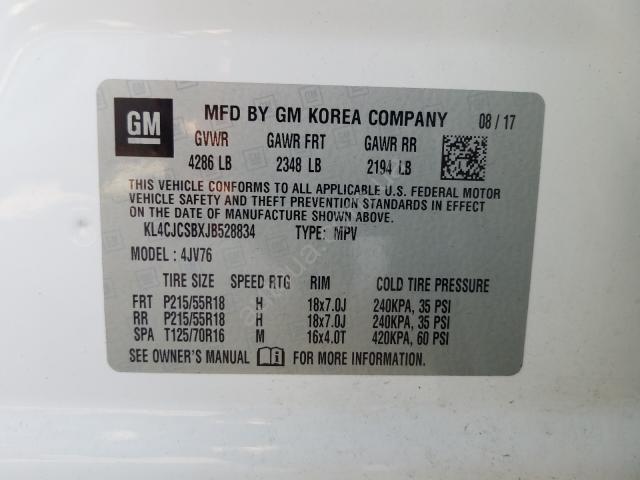 GM
MFD BY GM KOREA COMPANY 08 / 17
GVWR GAWR FRT GAWR RR
4286 LB 2348 LB 2194 LB
THIS VEHICLE CONFORMS TO ALL APPLICABLE U.S. FEDERAL MOTOR
VEHICLE SAFETY AND THEFT PREVENTION STANDARDS IN EFFECT
ON THE DATE OF MANUFACTURE SHOWN ABOVE.
KL4CJCSBXJB528834 TYPE: MPV
MODEL : 4JV76
TIRE SIZE SPEED RTG RIM COLD TIRE PRESSURE
FRT P215/55R18 H 18x7.0J 240KPA, 35 PSI
RR P215/55R18 H 18x7.0J 240KPA, 35 PSI
SPA T125/70R16 M 16x4.0T 420KPA, 60 PSI
SEE OWNER'S MANUAL FOR MORE INFORMATION.